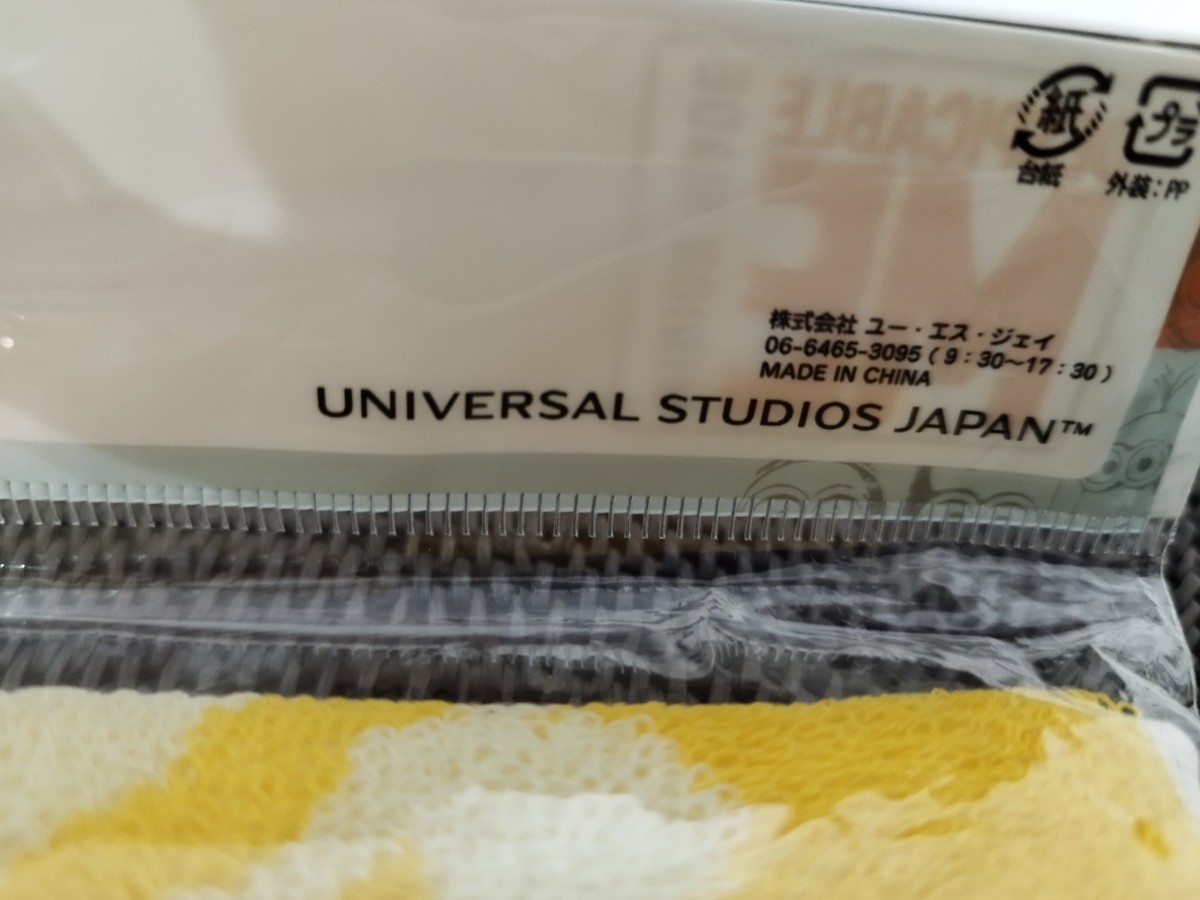 紙
プラ
台紙
外装：PP
株式会社 ユー・エス・ジェイ
06-6465-3095（9：30〜17：30）
MADE IN CHINA
UNIVERSAL STUDIOS JAPAN™